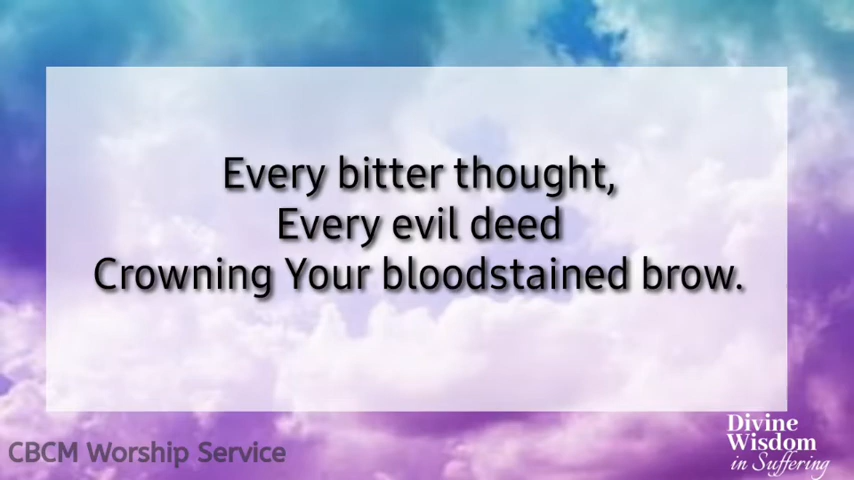 Every bitter thought,
Every evil deed
Crowning Your bloodstained brow.
CBCM Worship Service
Divine
Wisdom
in Suffering